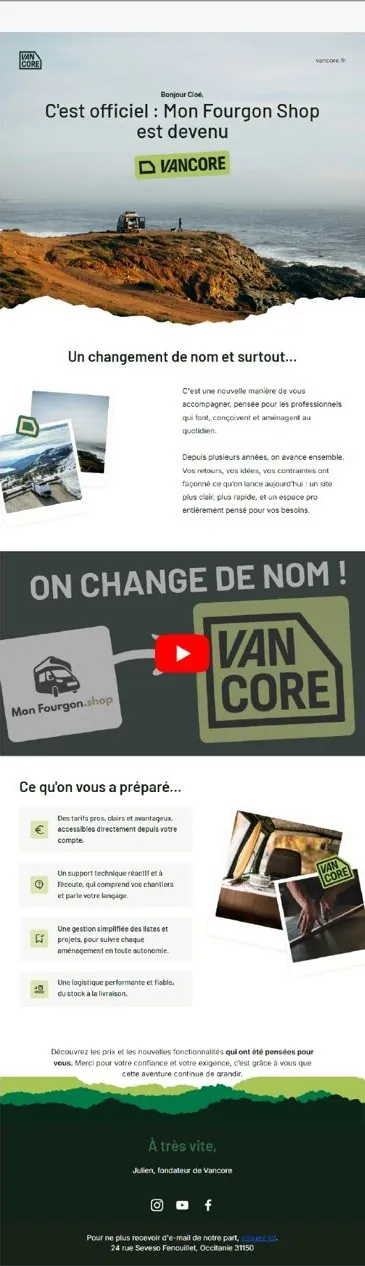 VAN
CORE
vancore.fr
Bonjour Cloé,
C'est officiel : Mon Fourgon Shop
est devenu
VANCORE
Un changement de nom et surtout...
C'est une nouvelle manière de vous
accompagner, pensée pour les professionnels
qui font, conçoivent et aménagent au
quotidien.
Depuis plusieurs années, on avance ensemble.
Vos retours, vos idées, vos contraintes ont
façonné ce qu'on lance aujourd'hui : un site
plus clair, plus rapide, et un espace pro
entièrement pensé pour vos besoins.
ON CHANGE DE NOM !
Mon Fourgon.shop
VAN
CORE
Ce qu'on vous a préparé...
Des tarifs pros, clairs et avantageux,
accessibles directement depuis votre
compte.
Un support technique réactif et à
l'écoute, qui comprend vos chantiers
et parle votre langage.
Une gestion simplifiée des listes et
projets, pour suivre chaque
aménagement en toute autonomie.
Une logistique performante et fiable,
du stock à la livraison.
VAN
CORE
Découvrez les prix et les nouvelles fonctionnalités qui ont été pensées pour
vous. Merci pour votre confiance et votre exigence, c'est grâce à vous que
cette aventure continue de grandir.
À très vite,
Julien, fondateur de Vancore
Pour ne plus recevoir d'e-mail de notre part, cliquez ici.
24 rue Seveso Fenouillet, Occitanie 31150